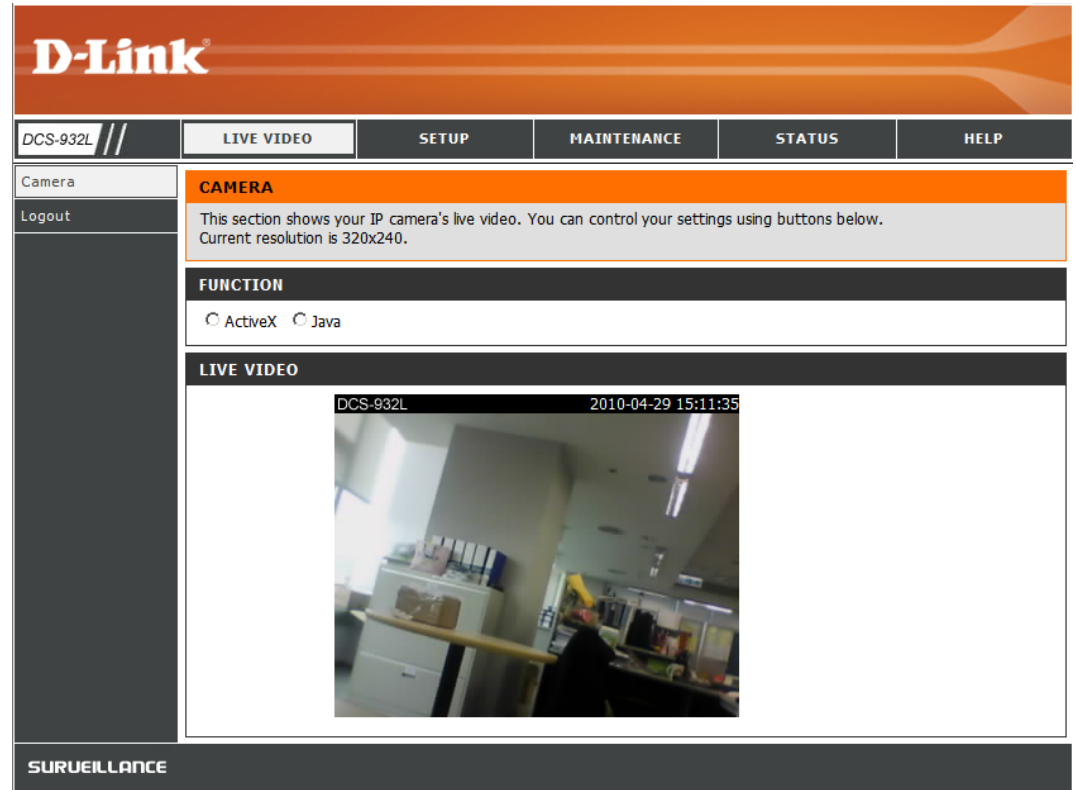 D-Link®
DCS-932L
LIVE VIDEO
SETUP
MAINTENANCE
STATUS
HELP
Camera
Logout
CAMERA
This section shows your IP camera's live video. You can control your settings using buttons below.
Current resolution is 320x240.
FUNCTION
ActiveX
Java
LIVE VIDEO
DCS-932L 2010-04-29 15:11:35
SURVEILLANCE